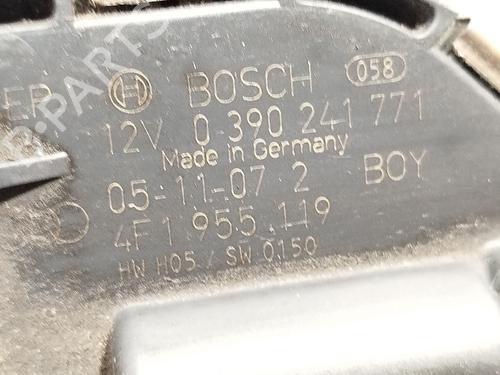 BOSCH 058
12V 0 390 241 771
Made in Germany
05-11-07 2 BOY
4F1 955.119
HW H05 / SW 0150